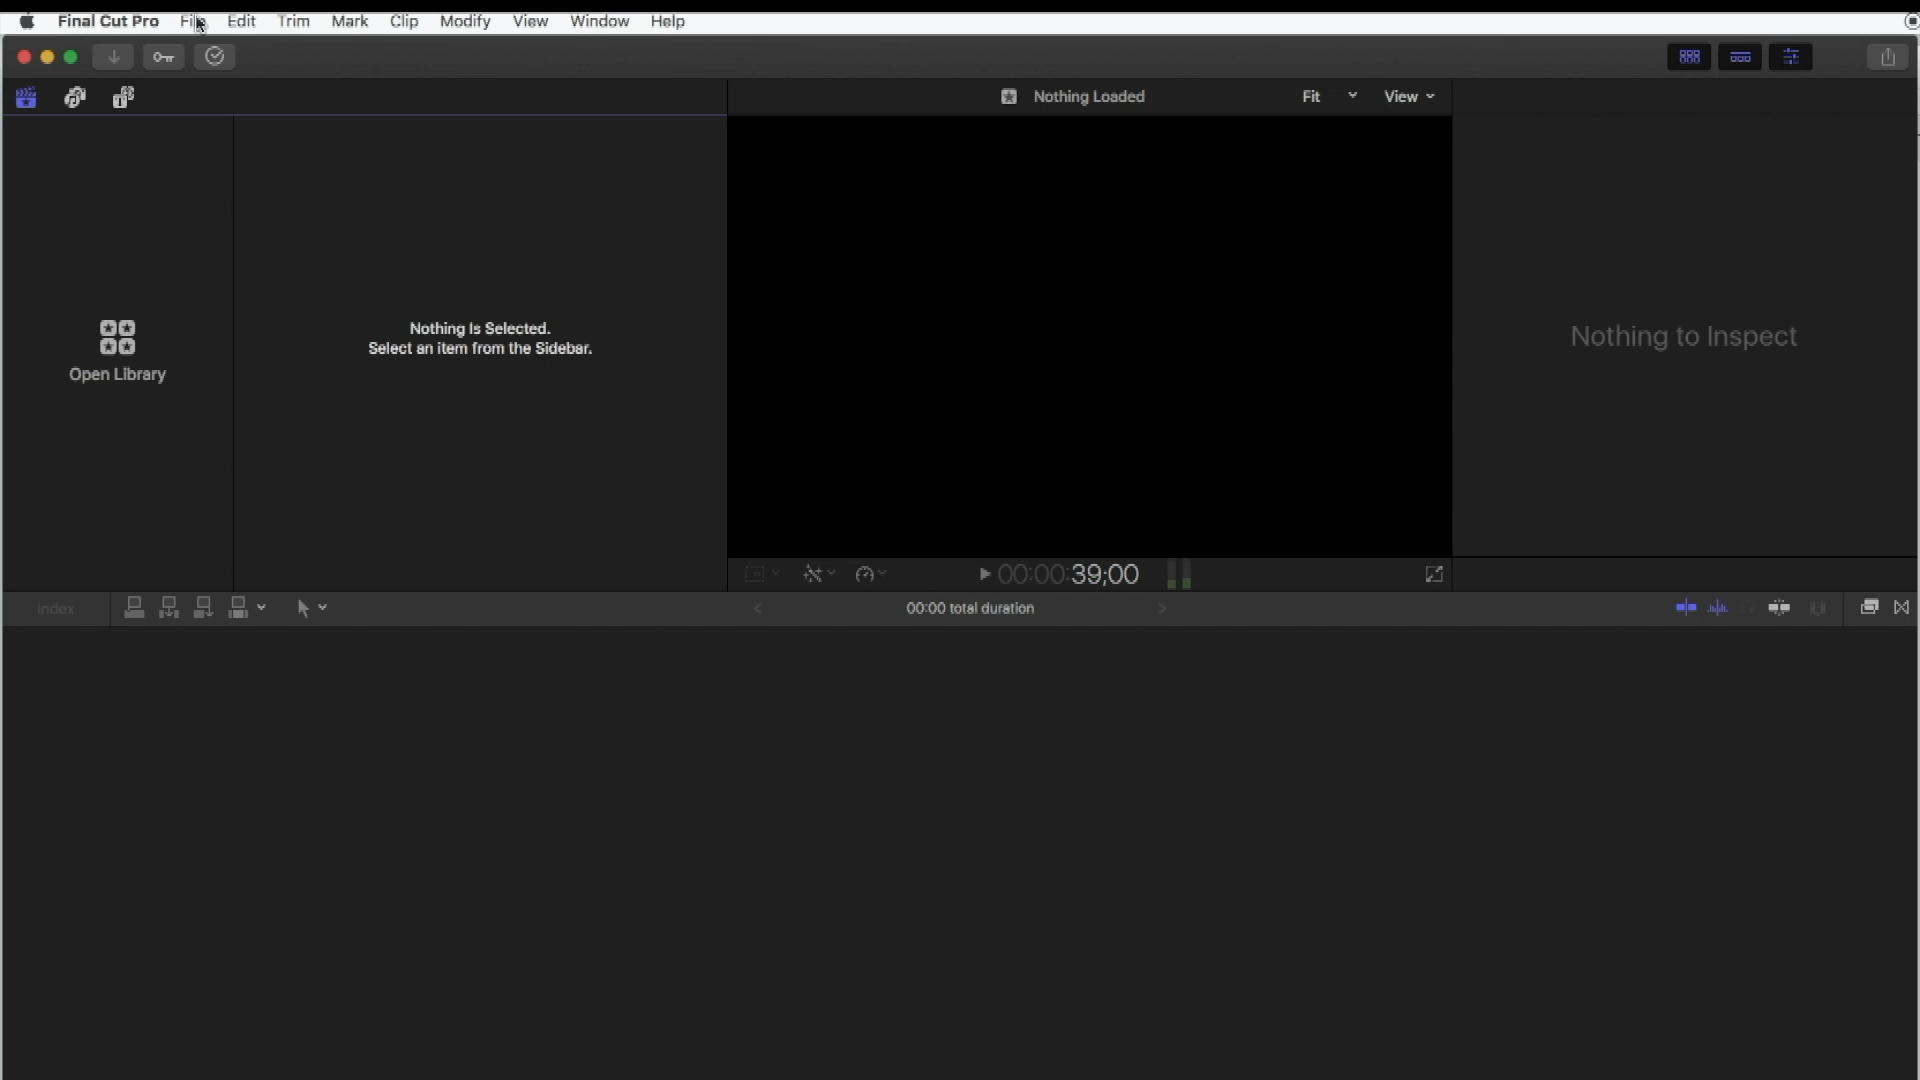 Final Cut Pro File Edit Trim Mark Clip Modify View Window Help
Nothing Loaded Fit View
Open Library
Nothing Is Selected.
Select an item from the Sidebar.
Nothing to Inspect
00:00:39;00
Index
00:00 total duration